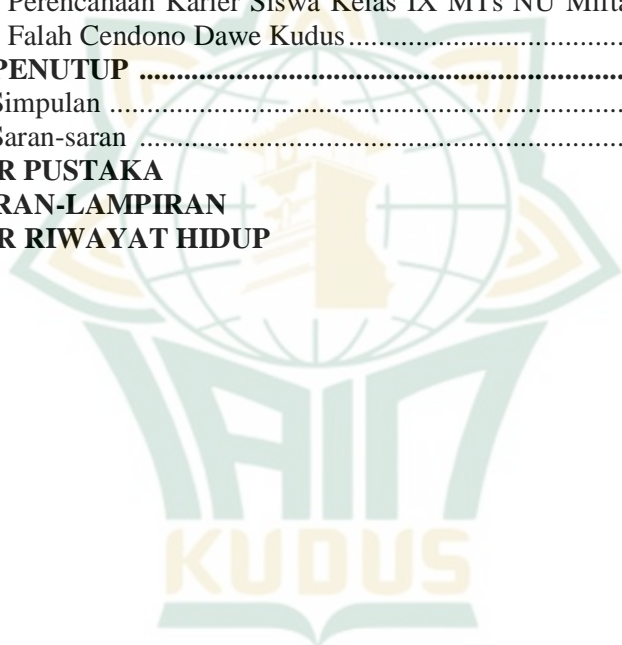 Perencanaan Karier Siswa Kelas IX MTs NU Mifta
Falah Cendono Dawe Kudus ............................................
PENUTUP ..............................................................................
Simpulan ..................................................................................
Saran-saran .............................................................................
R PUSTAKA
RAN-LAMPIRAN
R RIWAYAT HIDUP
IAIN
KUDUS